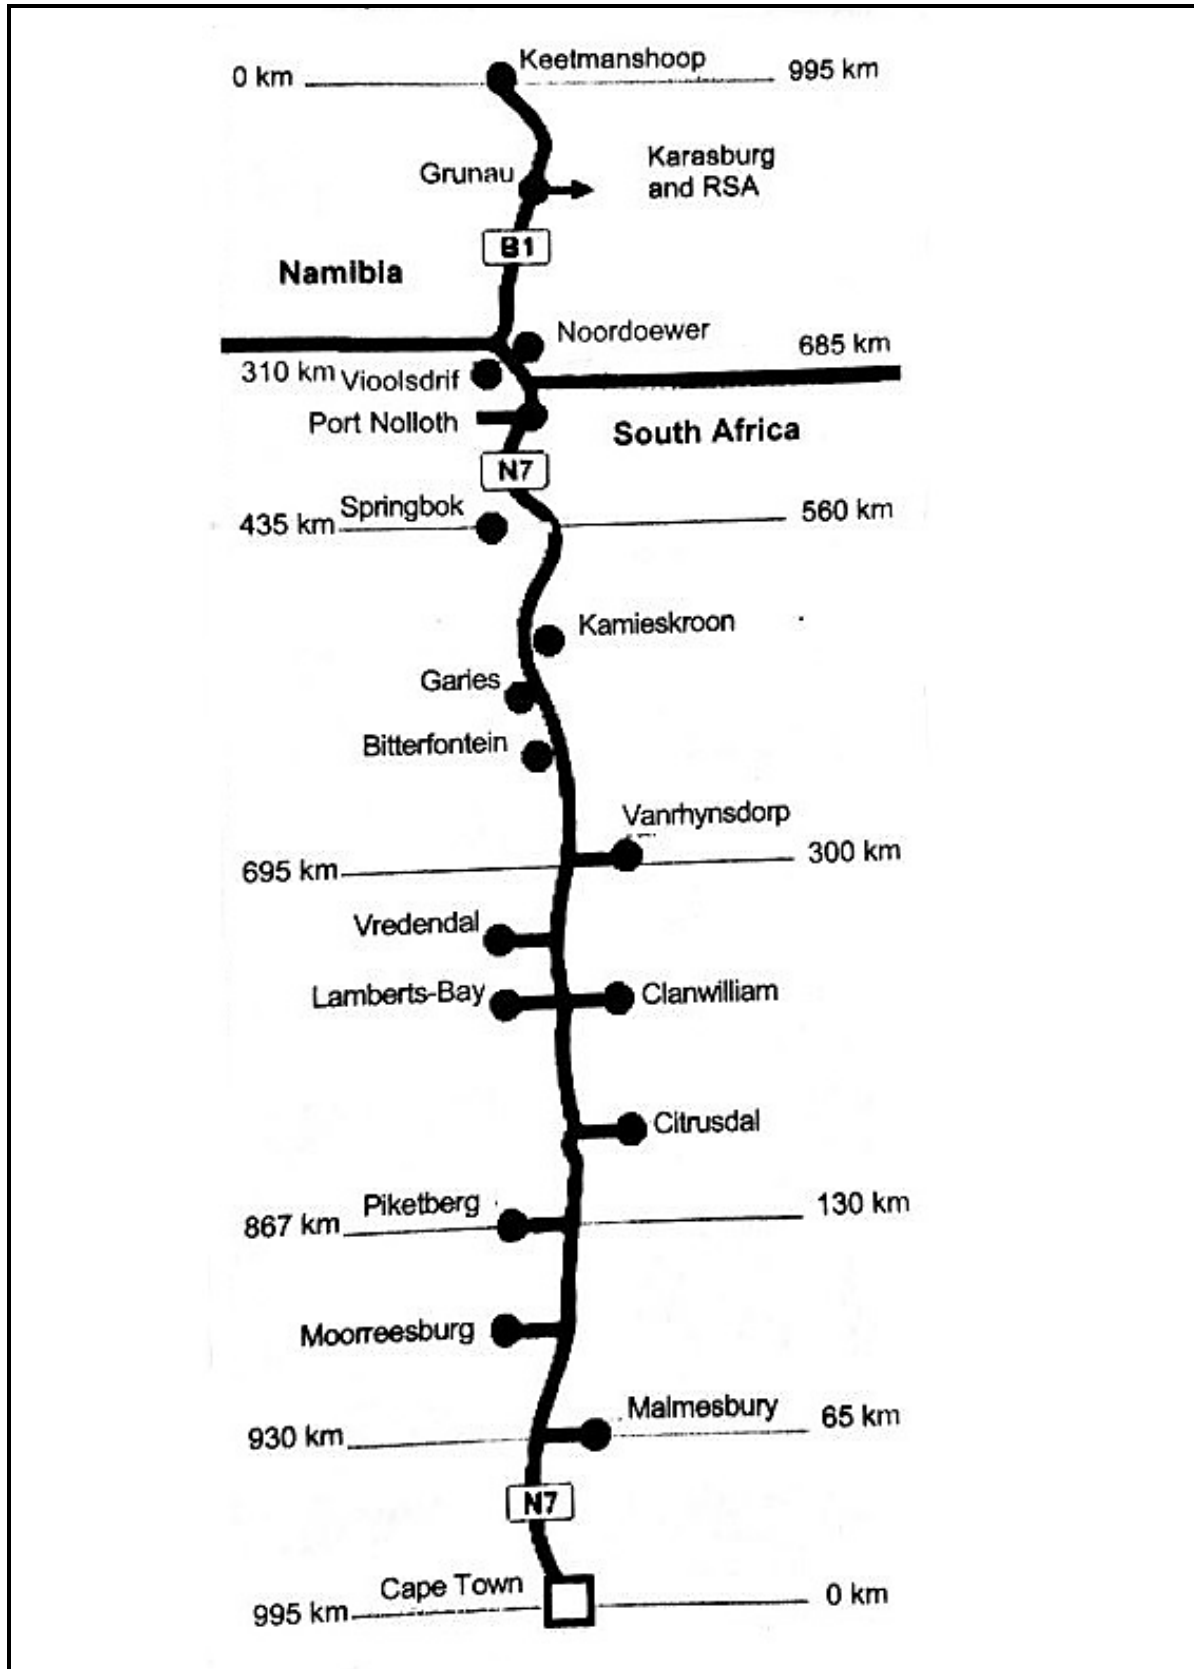 Keetmanshoop
0 km
995 km
Grunau
Karasburg
and RSA
B1
Namibia
Noordoewer
685 km
310 km
Vioolsdrif
Port Nolloth
South Africa
N7
Springbok
435 km
560 km
Kamieskroon
Garies
Bitterfontein
Vanrhynsdorp
695 km
300 km
Vredendal
Lamberts-Bay
Clanwilliam
Citrusdal
Piketberg
867 km
130 km
Moorreesburg
Malmesbury
930 km
65 km
N7
Cape Town
995 km
0 km